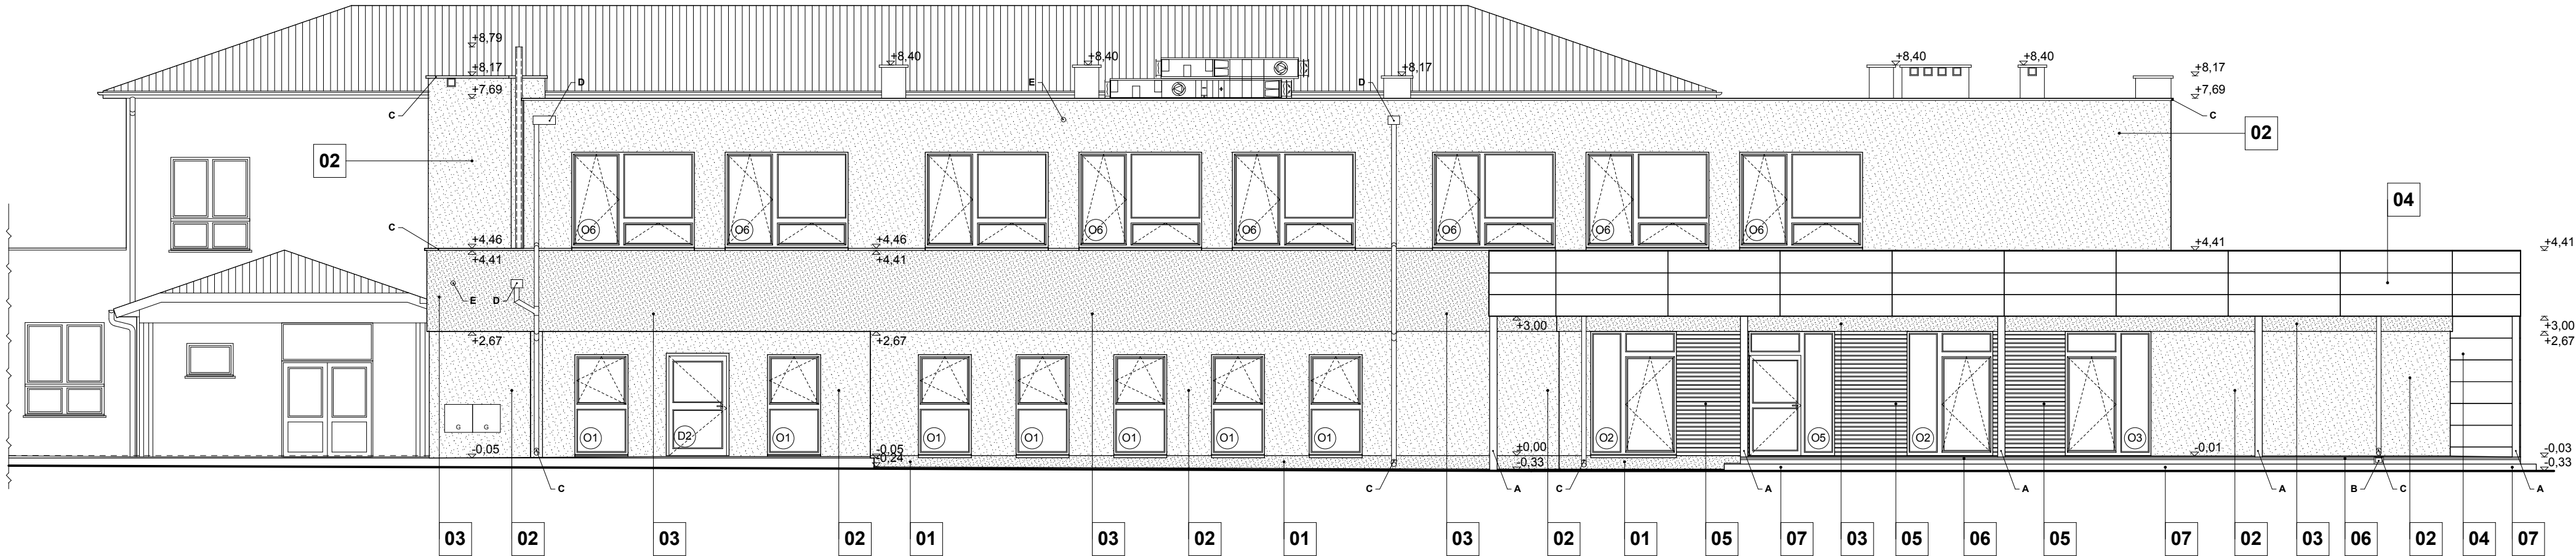 +8,79
+8,40 +8,40 +8,40 +8,40
+8,17 +8,17 +8,17
D E D
+7,69 +7,69
C C
02 02
04
O6 O6 O6 O6 O6 O6 O6
C
+4,46 +4,46 +4,41 +4,41
+4,41 +4,41
E D
+3,00 +3,00
+2,67 +2,67 +2,67
G G
O1 D2 O1 O1 O1 O1 O1 O1 O2 O5 O2 O3
-0,05 -0,05 ±0,00 -0,01 -0,03
-0,24 -0,33 -0,33
C C A C A A A B C A
03 02 03 02 01 03 02 01 03 02 01 05 07 03 05 06 05 07 02 03 06 02 04 07